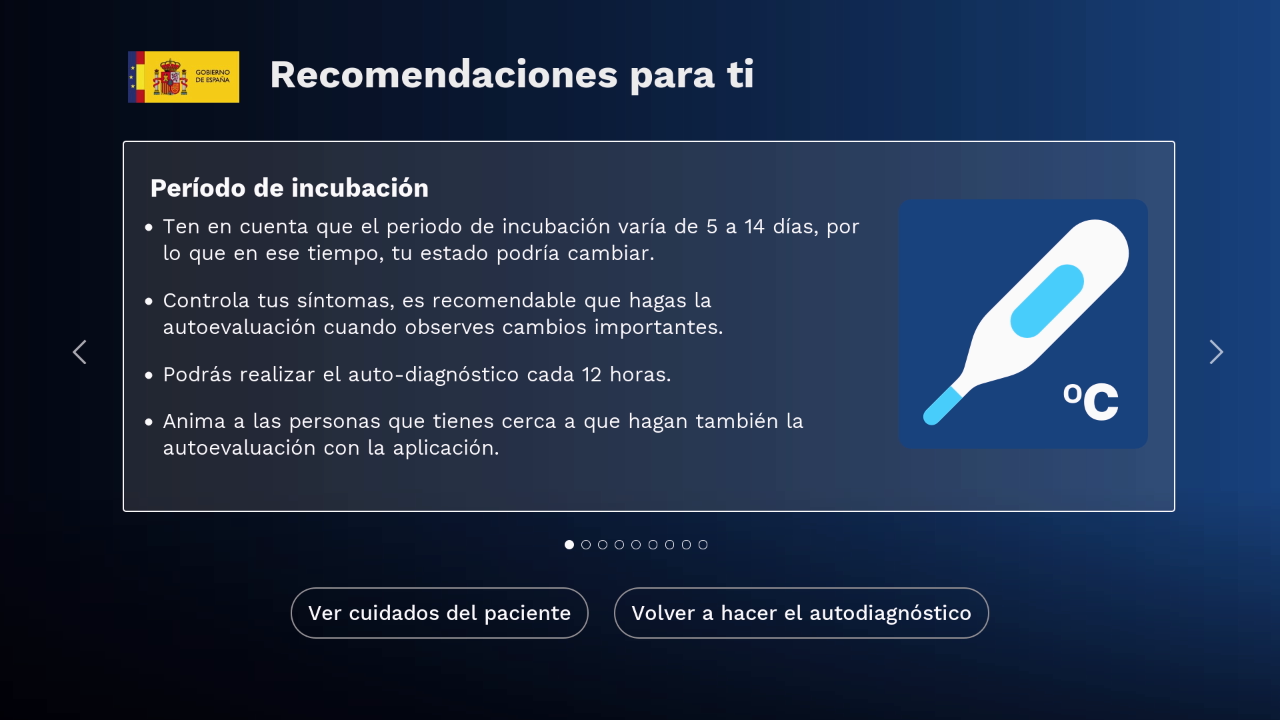 GOBIERNO
DE ESPAÑA
Recomendaciones para ti
Período de incubación
• Ten en cuenta que el periodo de incubación varía de 5 a 14 días, por
lo que en ese tiempo, tu estado podría cambiar.
• Controla tus síntomas, es recomendable que hagas la
autoevaluación cuando observes cambios importantes.
• Podrás realizar el auto-diagnóstico cada 12 horas.
• Anima a las personas que tienes cerca a que hagan también la
autoevaluación con la aplicación.
ºC
Ver cuidados del paciente
Volver a hacer el autodiagnóstico